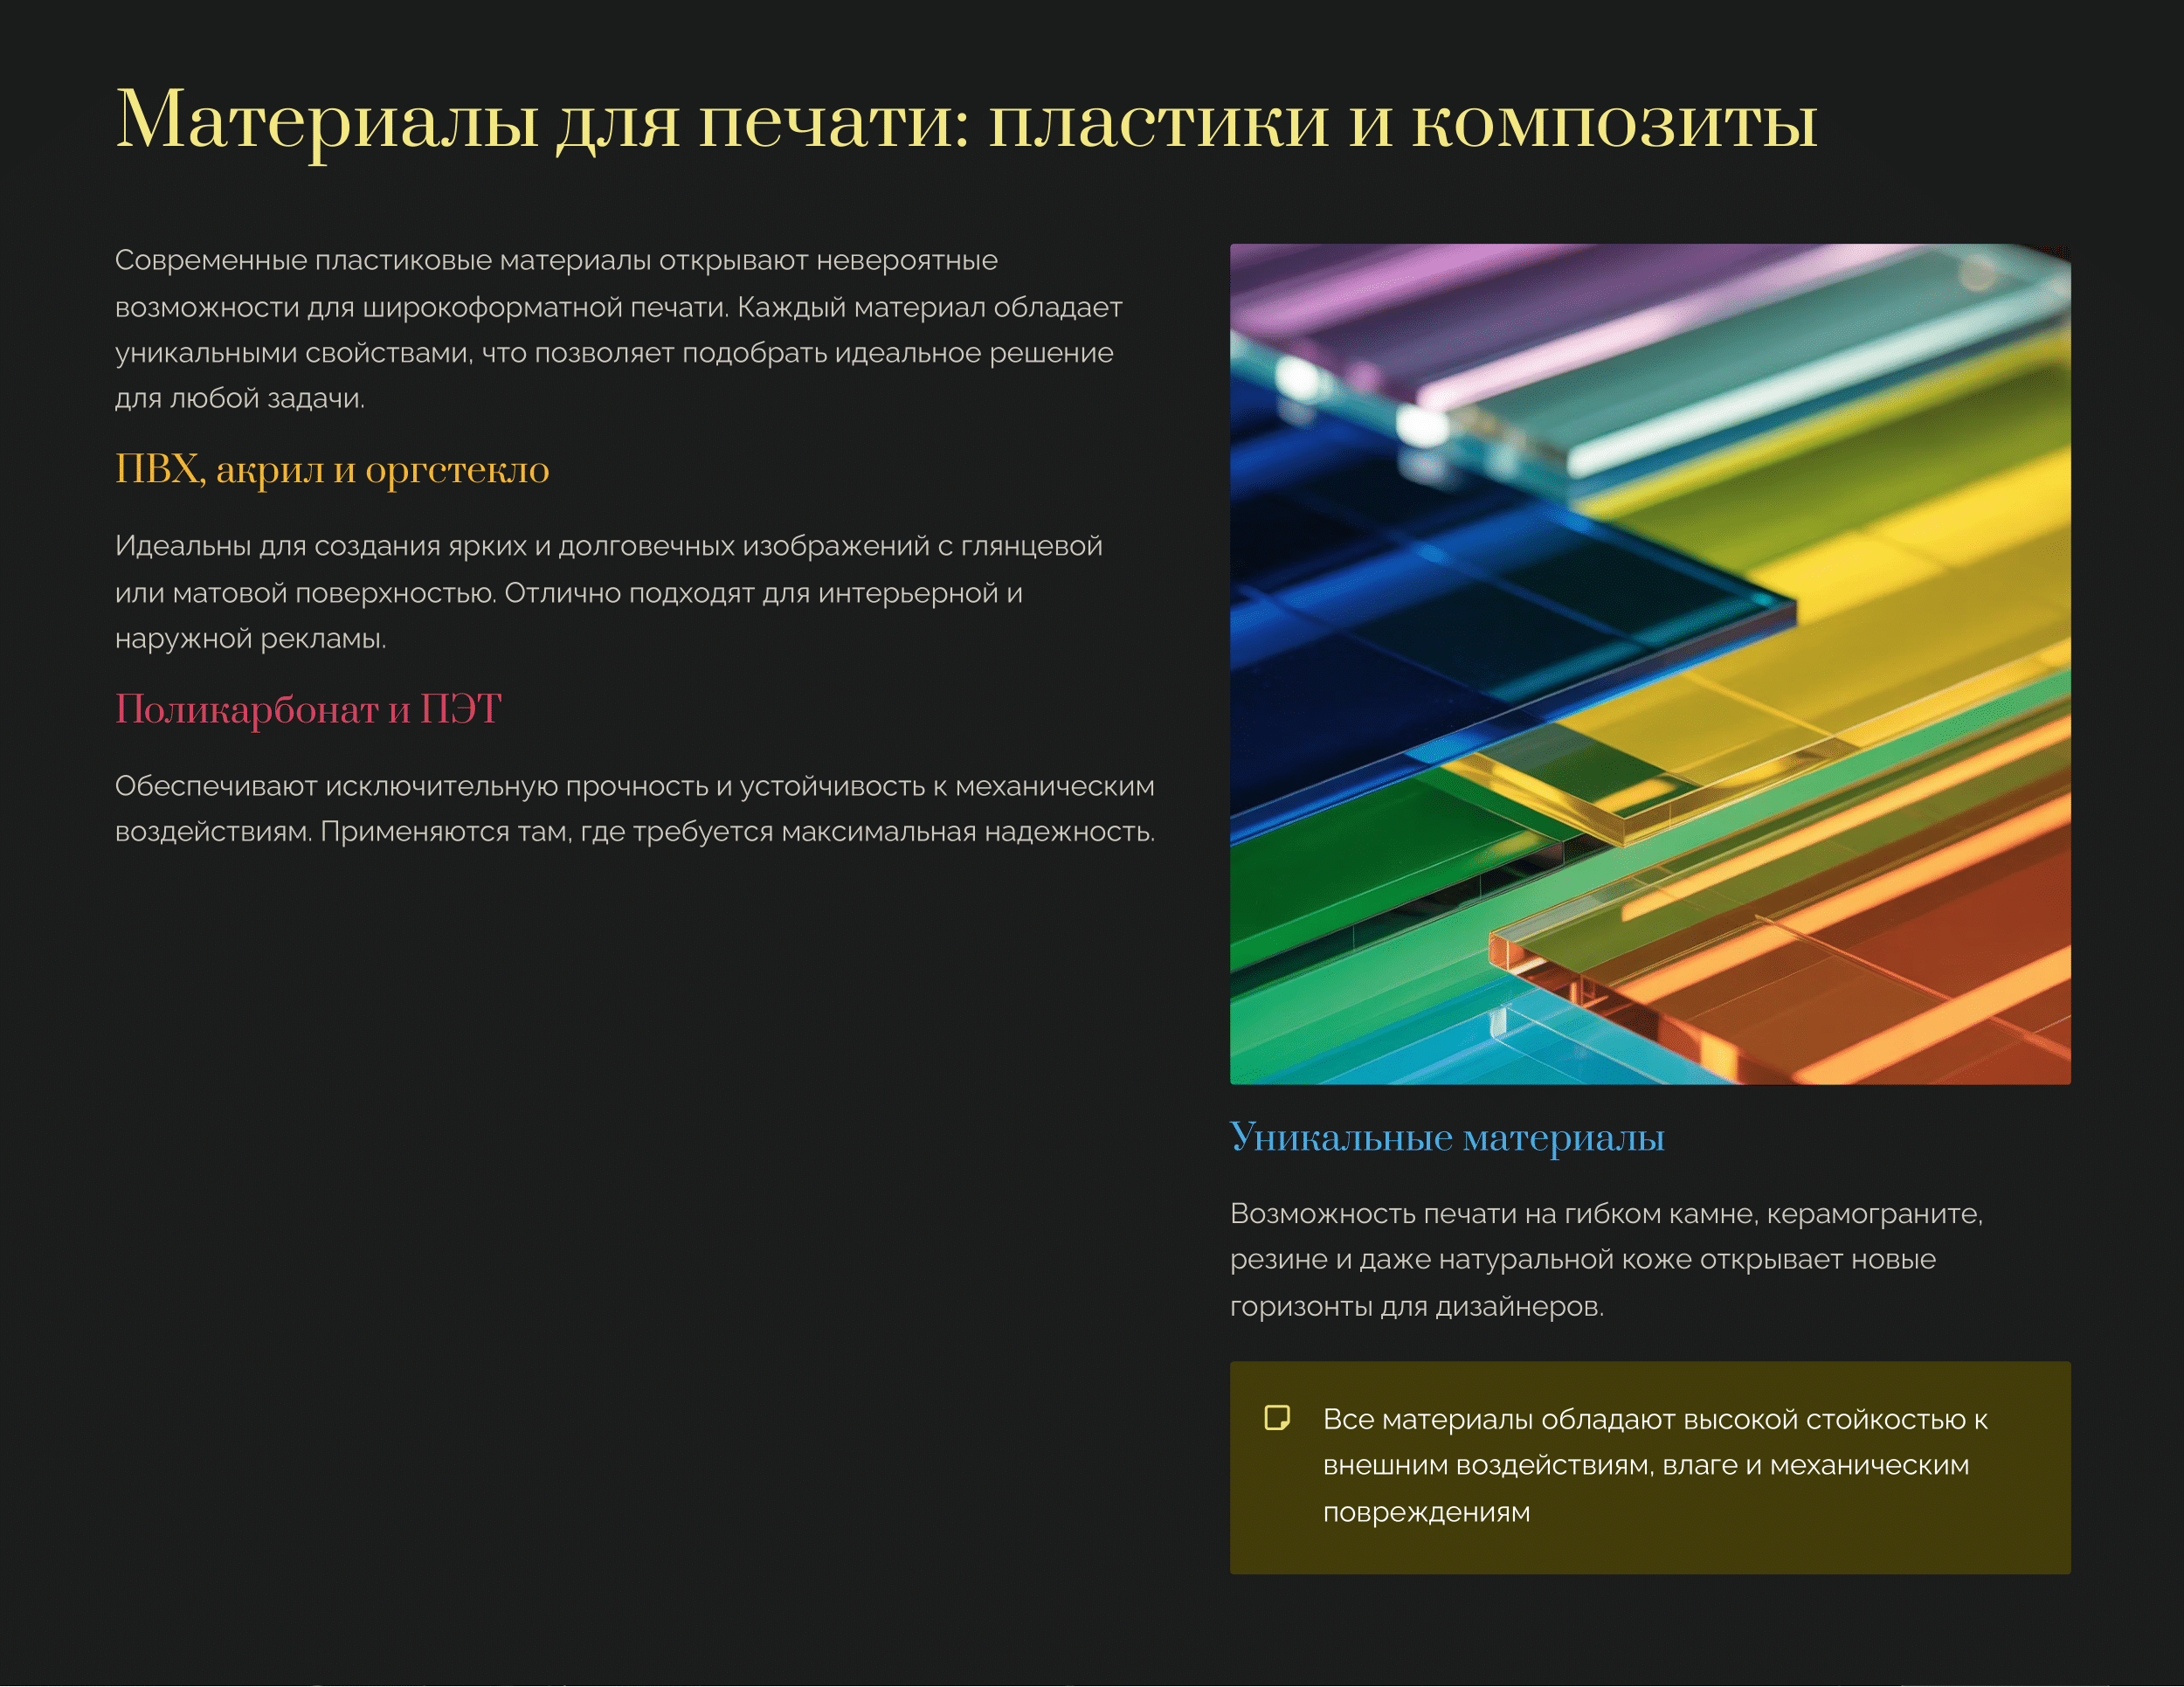 Материалы для печати: пластики и композиты
Современные пластиковые материалы открывают невероятные
возможности для широкоформатной печати. Каждый материал обладает
уникальными свойствами, что позволяет подобрать идеальное решение
для любой задачи.
ПВХ, акрил и оргстекло
Идеальны для создания ярких и долговечных изображений с глянцевой
или матовой поверхностью. Отлично подходят для интерьерной и
наружной рекламы.
Поликарбонат и ПЭТ
Обеспечивают исключительную прочность и устойчивость к механическим
воздействиям. Применяются там, где требуется максимальная надежность.
Уникальные материалы
Возможность печати на гибком камне, керамограните,
резине и даже натуральной коже открывает новые
горизонты для дизайнеров.
Все материалы обладают высокой стойкостью к
внешним воздействиям, влаге и механическим
повреждениям